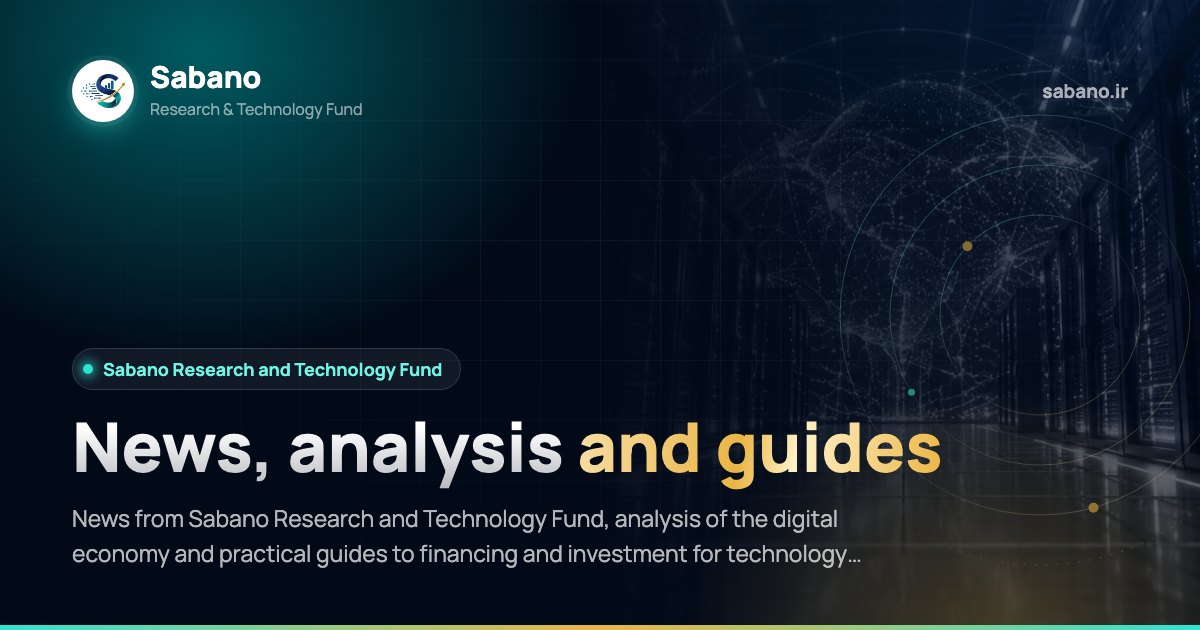 Sabano
Research & Technology Fund
sabano.ir
Sabano Research and Technology Fund
News, analysis and guides
News from Sabano Research and Technology Fund, analysis of the digital
economy and practical guides to financing and investment for technology…